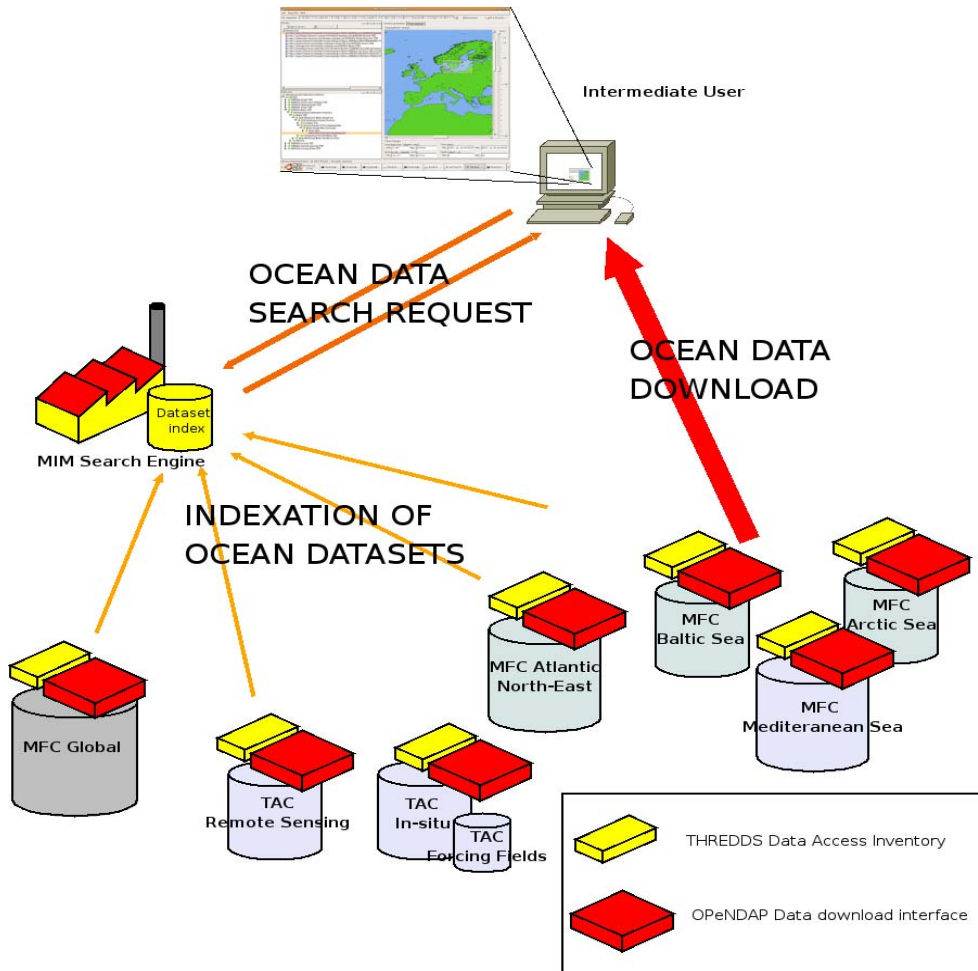 Intermediate User
OCEAN DATA
SEARCH REQUEST
OCEAN DATA
DOWNLOAD
Dataset
index
MIM Search Engine
INDEXATION OF
OCEAN DATASETS
MFC
Baltic Sea
MFC
Arctic Sea
MFC Atlantic
North-East
MFC
Mediteranean Sea
MFC Global
TAC
Remote Sensing
TAC
In-situ
TAC
Forcing Fields
THREDDS Data Access Inventory
OPeNDAP Data download interface